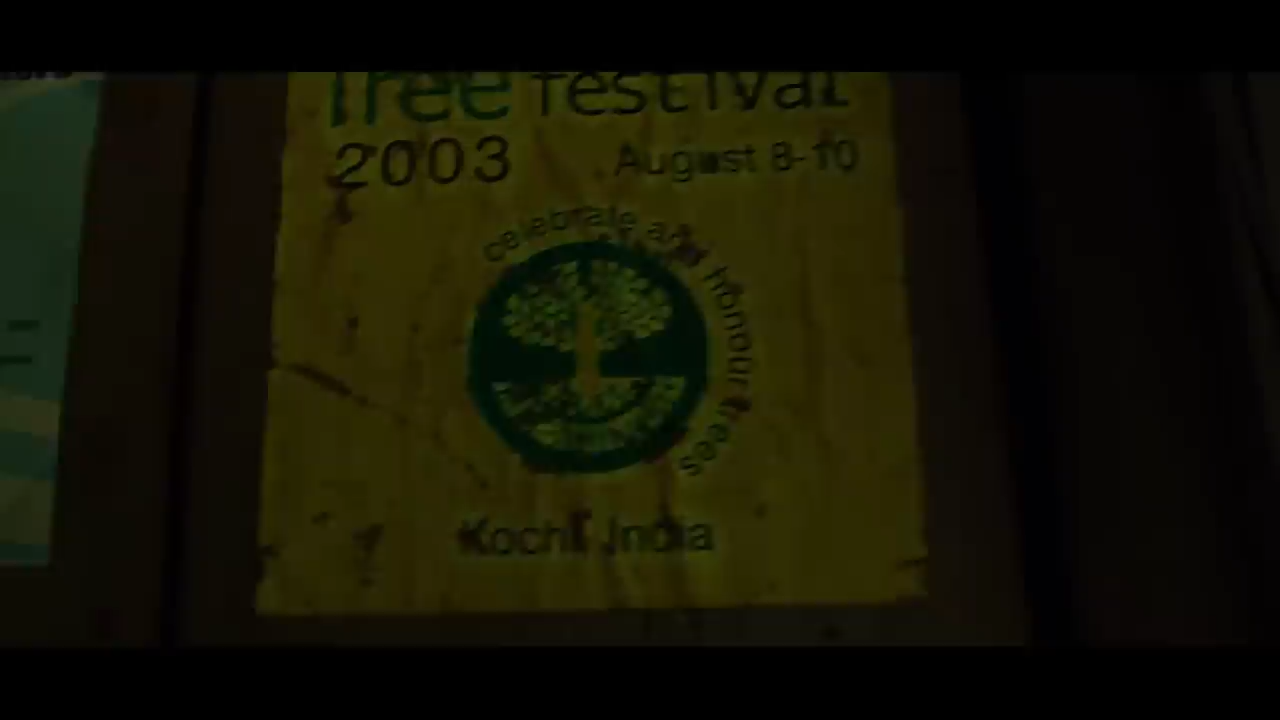 Tree festival
2003 August 8-10
celebrate and honour trees
Kochi India